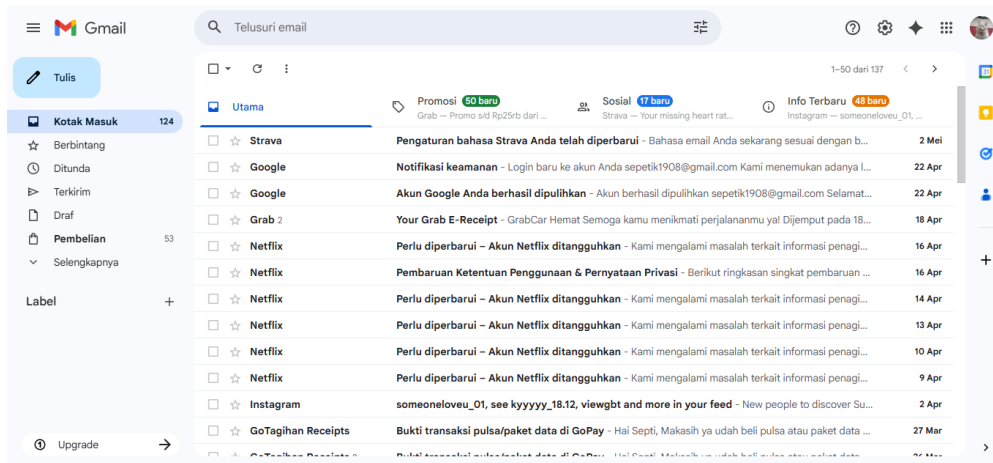 Gmail
Telusuri email
Tulis
1–50 dari 137
31
Utama
Promosi 50 baru
Grab — Promo s/d Rp25rb dari ...
Sosial 17 baru
Strava — Your missing heart rat...
Info Terbaru 48 baru
Instagram — someoneloveu_01, ...
Kotak Masuk 124
Berbintang
Ditunda
Terkirim
Draf
Pembelian 53
Selengkapnya
Label
Upgrade
Strava Pengaturan bahasa Strava Anda telah diperbarui - Bahasa email Anda sekarang sesuai dengan b... 2 Mei
Google Notifikasi keamanan - Login baru ke akun Anda sepetik1908@gmail.com Kami menemukan adanya l... 22 Apr
Google Akun Google Anda berhasil dipulihkan - Akun berhasil dipulihkan sepetik1908@gmail.com Selamat... 22 Apr
Grab 2 Your Grab E-Receipt - GrabCar Hemat Semoga kamu menikmati perjalananmu ya! Dijemput pada 18... 18 Apr
Netflix Perlu diperbarui – Akun Netflix ditangguhkan - Kami mengalami masalah terkait informasi penagi... 16 Apr
Netflix Pembaruan Ketentuan Penggunaan & Pernyataan Privasi - Berikut ringkasan singkat pembaruan ... 16 Apr
Netflix Perlu diperbarui – Akun Netflix ditangguhkan - Kami mengalami masalah terkait informasi penagi... 14 Apr
Netflix Perlu diperbarui – Akun Netflix ditangguhkan - Kami mengalami masalah terkait informasi penagi... 13 Apr
Netflix Perlu diperbarui – Akun Netflix ditangguhkan - Kami mengalami masalah terkait informasi penagi... 10 Apr
Netflix Perlu diperbarui – Akun Netflix ditangguhkan - Kami mengalami masalah terkait informasi penagi... 9 Apr
Instagram someoneloveu_01, see kyyyyy_18.12, viewgbt and more in your feed - New people to discover Su... 2 Apr
GoTagihan Receipts Bukti transaksi pulsa/paket data di GoPay - Hai Septi, Makasih ya udah beli pulsa atau paket data ... 27 Mar